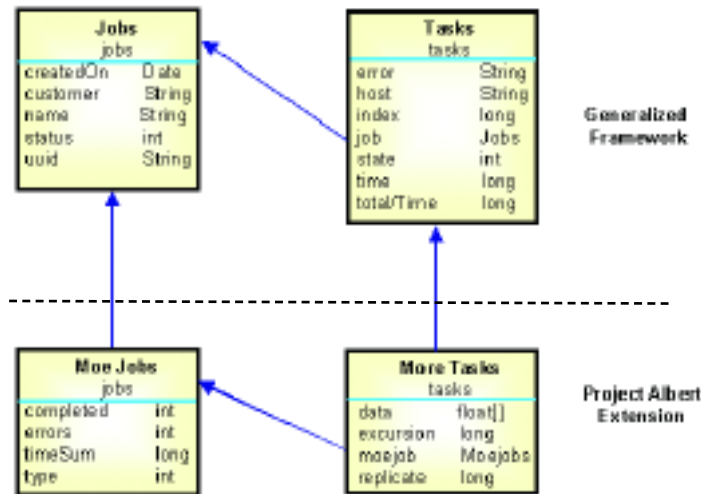 Jobs
jobs
createdOn Date
customer String
name String
status int
uuid String
Tasks
tasks
error String
host String
index long
job Jobs
state int
time long
total/Time long
Generalized
Framework
Moe Jobs
jobs
completed int
errors int
timeSum long
type int
More Tasks
tasks
data float[]
excursion long
moejob Moejobs
replicate long
Project Albert
Extension